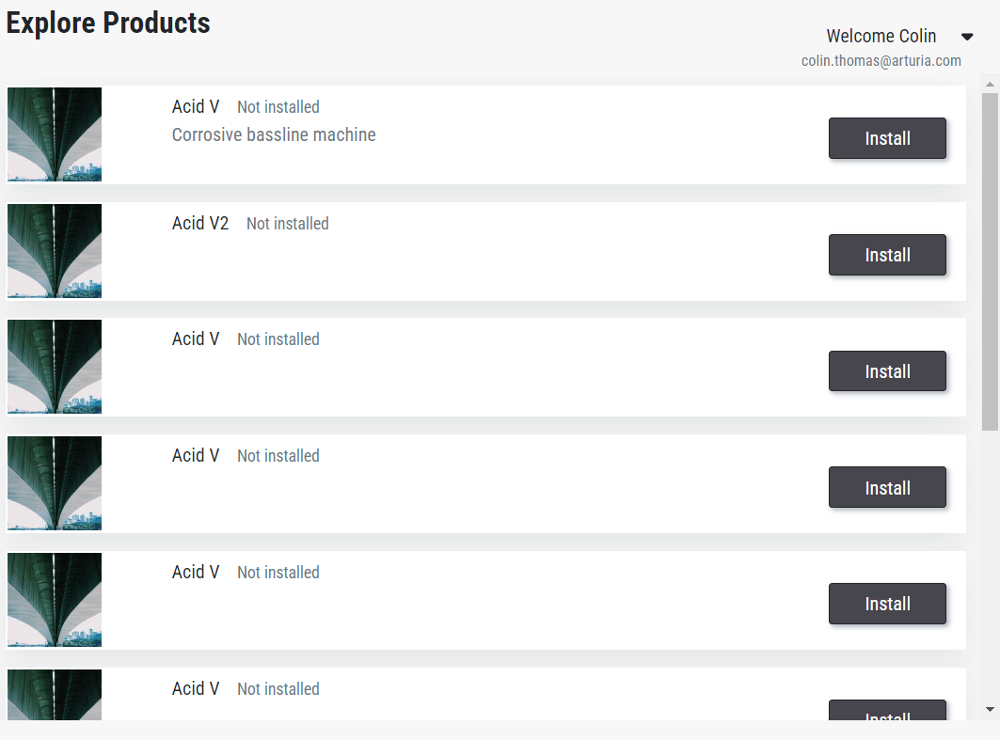 Explore Products
Welcome Colin
colin.thomas@arturia.com
Acid V Not installed
Corrosive bassline machine
Install
Acid V2 Not installed
Install
Acid V Not installed
Install
Acid V Not installed
Install
Acid V Not installed
Install
Acid V Not installed
Install